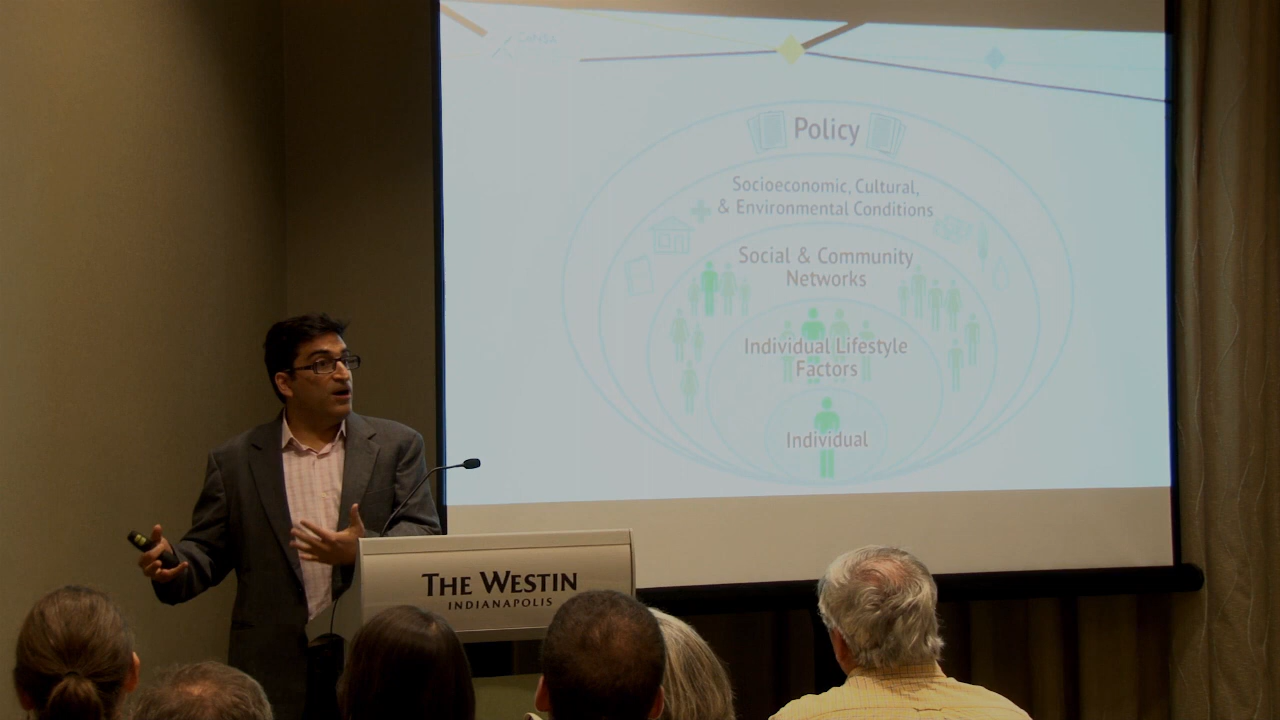 Policy
Socioeconomic, Cultural,
& Environmental Conditions
Social & Community
Networks
Individual Lifestyle
Factors
Individual
THE WESTIN
INDIANAPOLIS